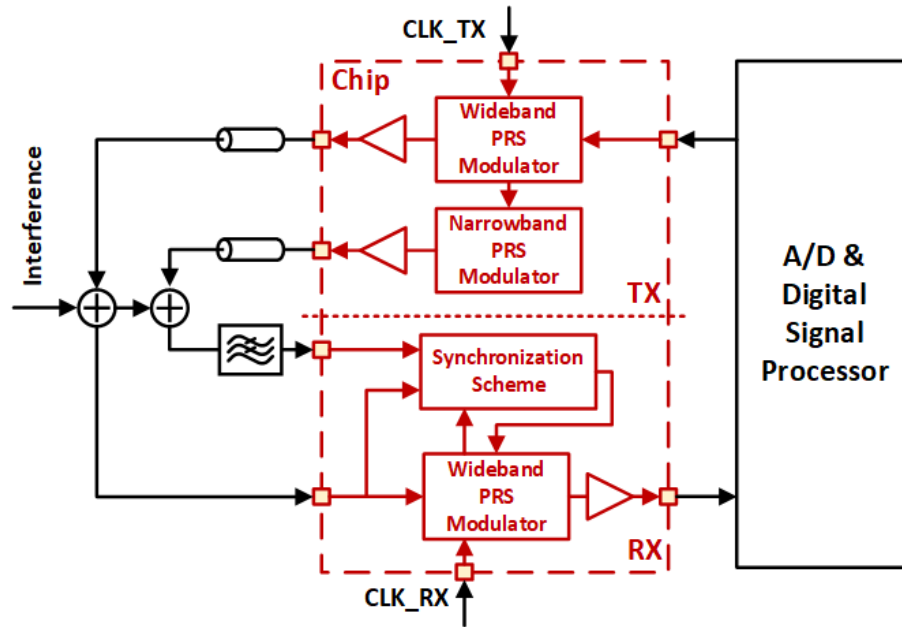 CLK_TX
Chip
Wideband
PRS
Modulator
Narrowband
PRS
Modulator
Interference
TX
A/D &
Digital
Signal
Processor
Synchronization
Scheme
Wideband
PRS
Modulator
RX
CLK_RX